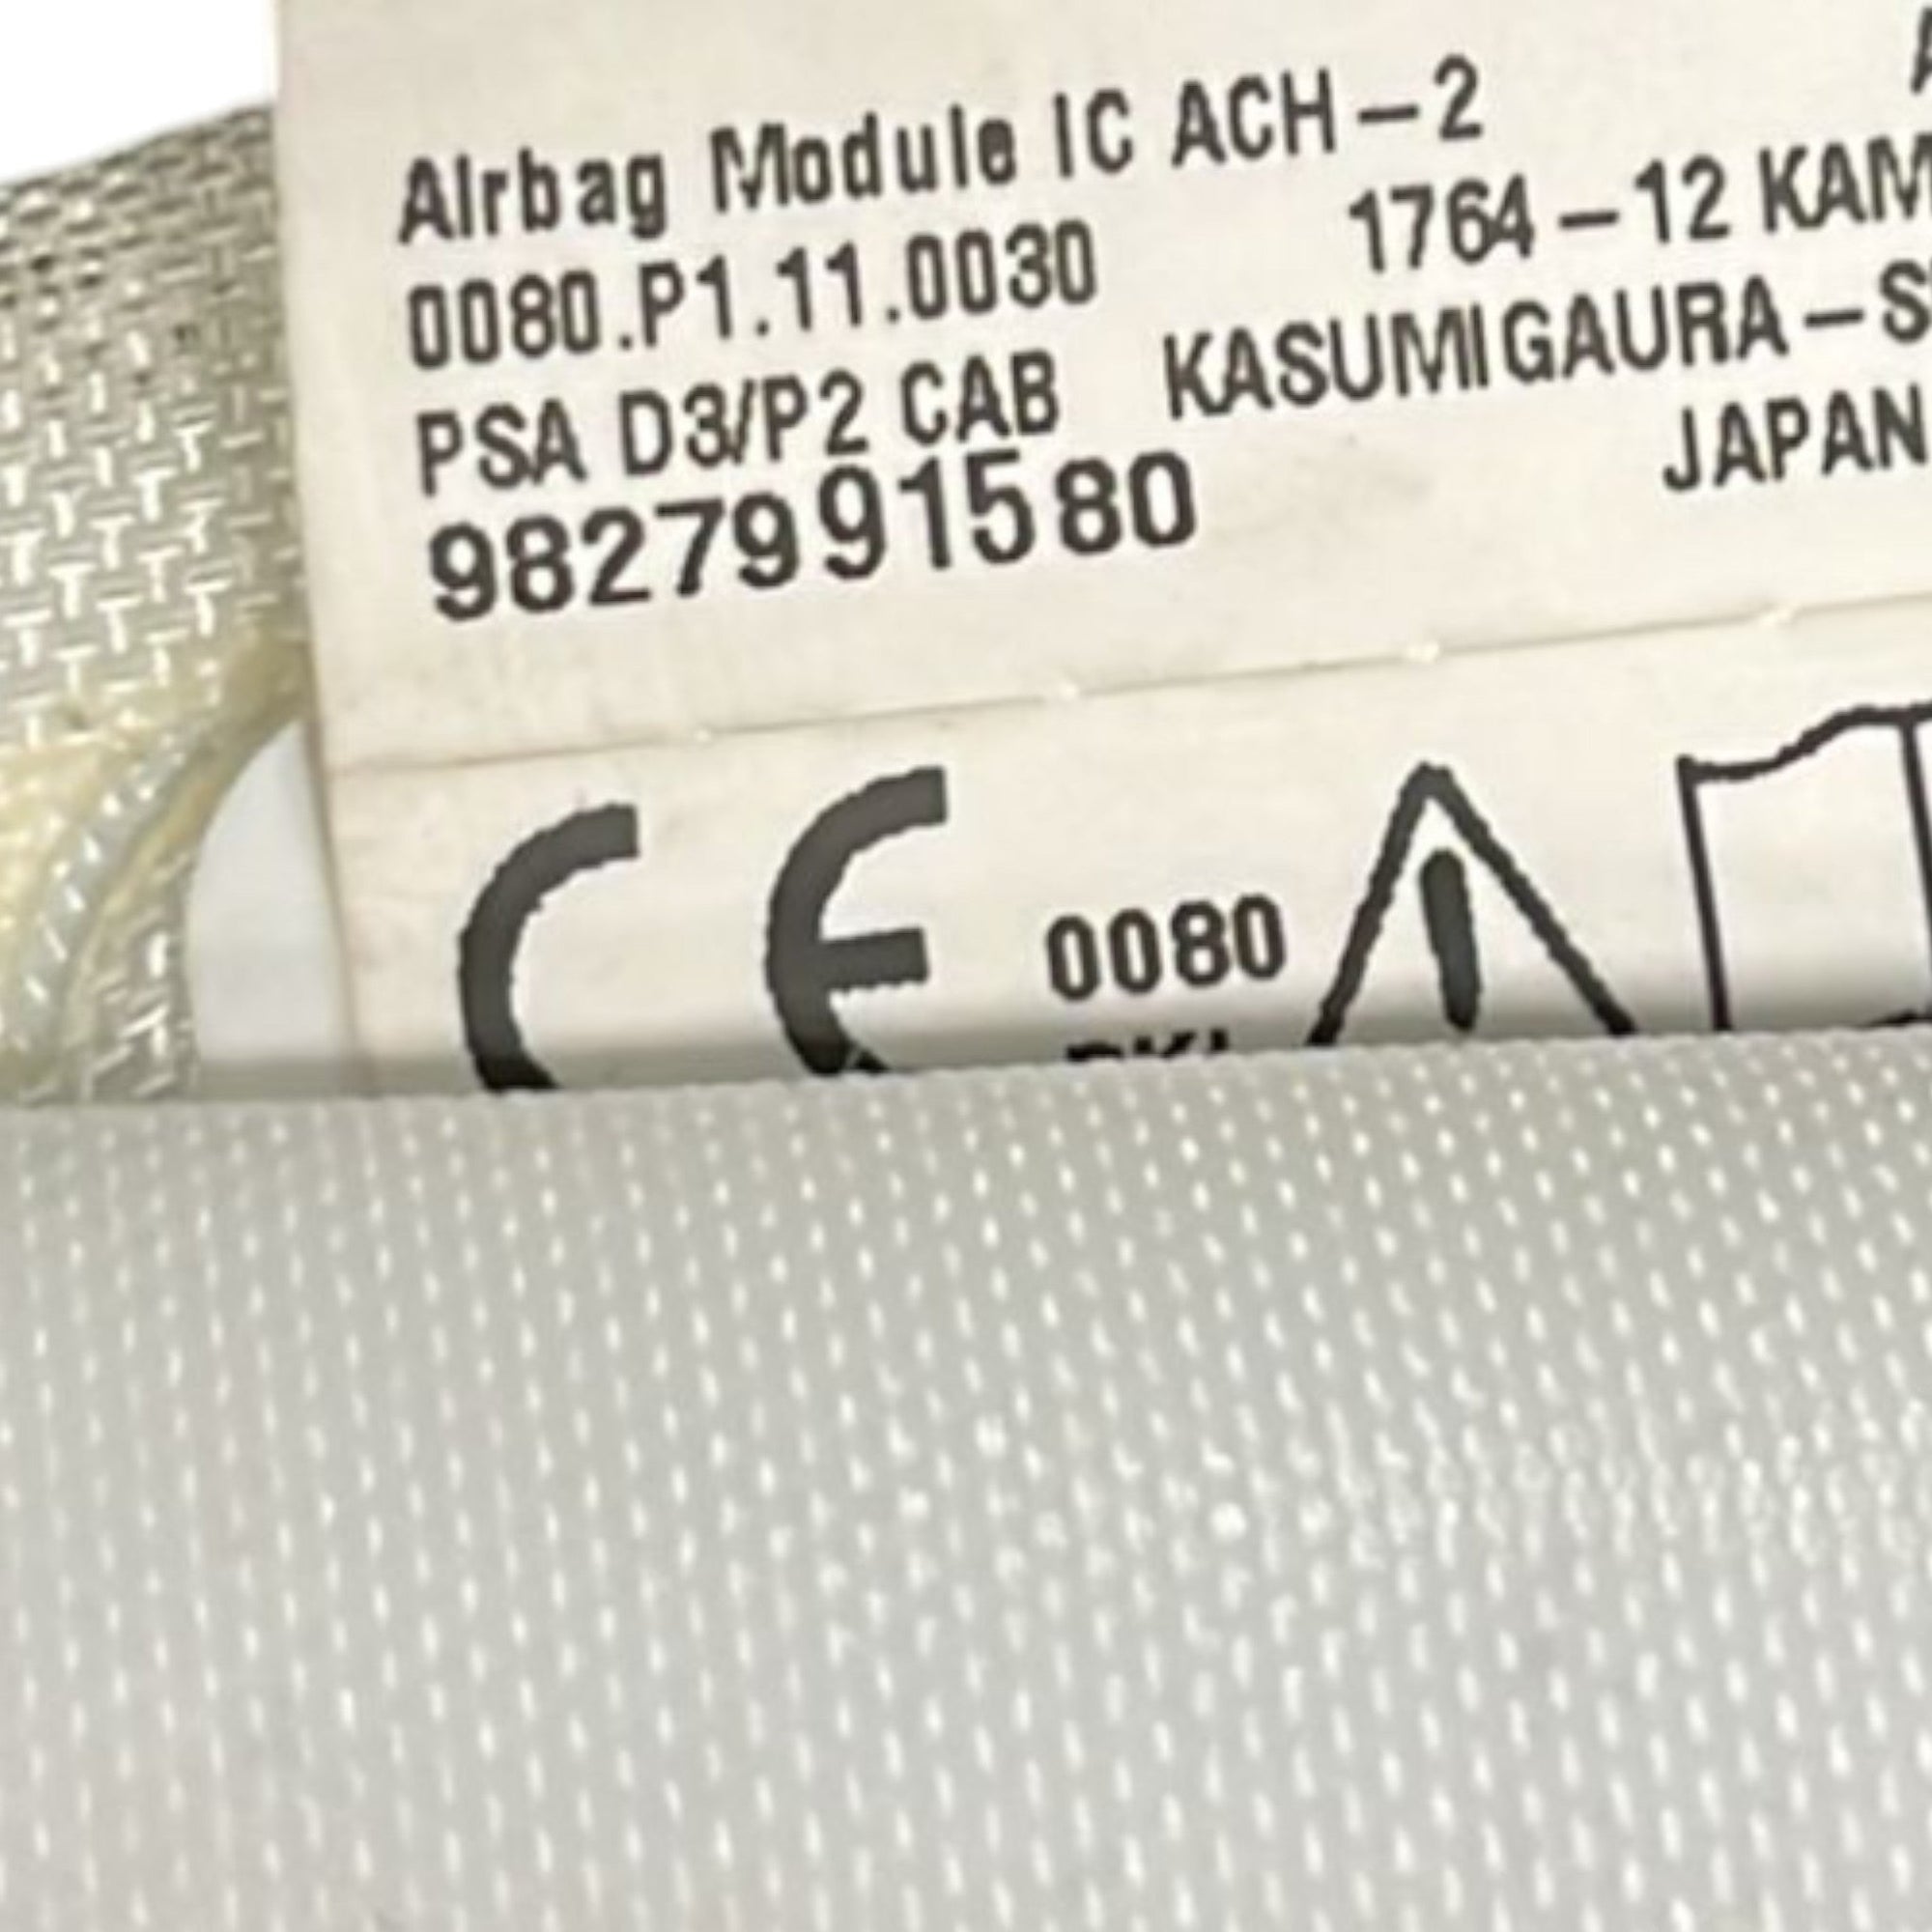 Airbag Module IC ACH-2
0080.P1.11.0030
PSA D3/P2 CAB
9827991580
1764-12 KAM
KASUMIGAURA-S
JAPAN
CE 0080